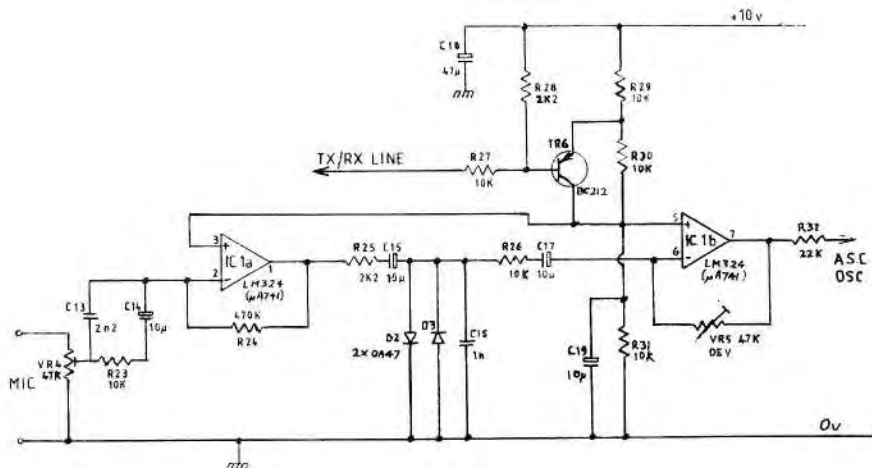 +10v
C18
47µ
R28
2K2
R29
10K
TX/RX LINE
R27
10K
TR6
BC212
R30
10K
3
+
2
-
1
IC1a
LM324
(µA741)
R25
2K2
C15
10µ
R26
10K
C17
10µ
5
+
6
-
7
IC1b
LM324
(µA741)
R32
22K
A.S.C
OSC
C13
2n2
C14
10µ
470K
R24
D2
2XOA47
D3
C15
1n
C19
10µ
R31
10K
VR5 47K
DEV
MIC
VR4
47K
R23
10K
0v